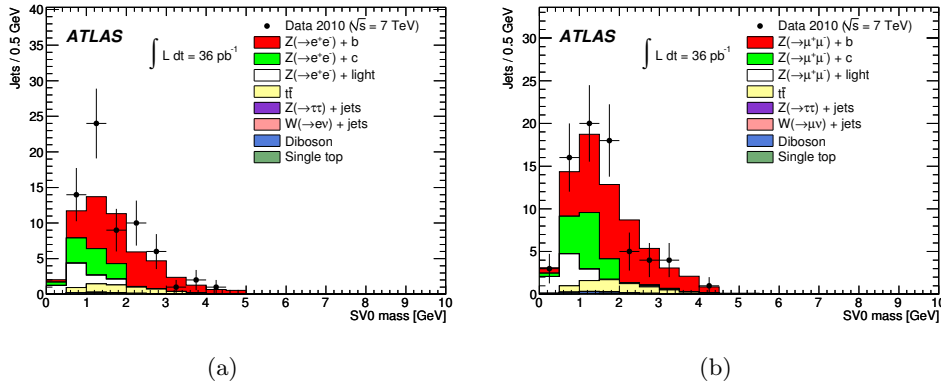 Jets / 0.5 GeV
40
35
30
25
20
15
10
5
0
ATLAS
∫ L dt = 36 pb⁻¹
Data 2010 (√s = 7 TeV)
Z(→e⁺e⁻) + b
Z(→e⁺e⁻) + c
Z(→e⁺e⁻) + light
tt̄
Z(→ττ) + jets
W(→eν) + jets
Diboson
Single top
0 1 2 3 4 5 6 7 8 9 10
SV0 mass [GeV]
(a)
Jets / 0.5 GeV
35
30
25
20
15
10
5
0
ATLAS
∫ L dt = 36 pb⁻¹
Data 2010 (√s = 7 TeV)
Z(→μ⁺μ⁻) + b
Z(→μ⁺μ⁻) + c
Z(→μ⁺μ⁻) + light
tt̄
Z(→ττ) + jets
W(→μν) + jets
Diboson
Single top
0 1 2 3 4 5 6 7 8 9 10
SV0 mass [GeV]
(b)